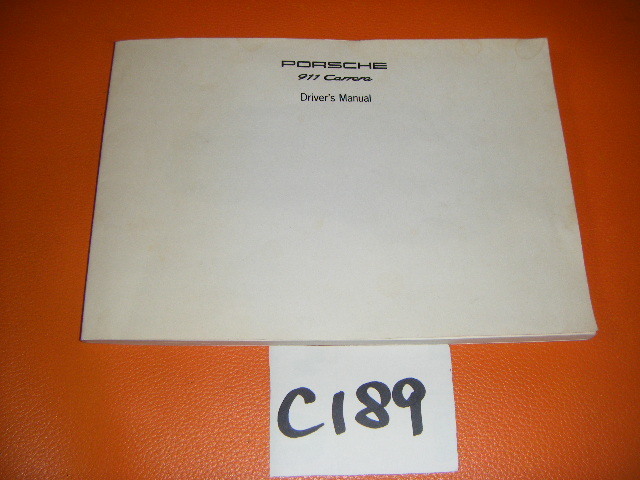 PORSCHE
911 Carrera
Driver's Manual
C189